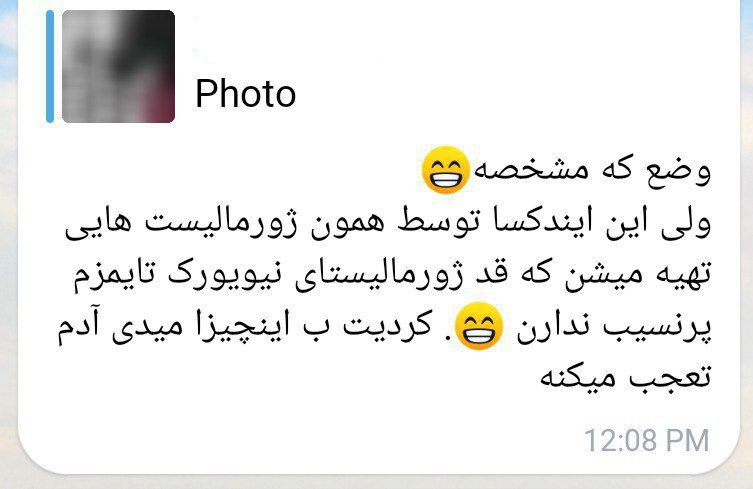 Photo
وضع که مشخصه😁
ولی این ایندکسا توسط همون ژورمالیست هایی
تهیه میشن که قد ژورمالیستای نیویورک تایمزم
پرنسیب ندارن 😁. کردیت ب اینچیزا میدی آدم
تعجب میکنه
12:08 PM